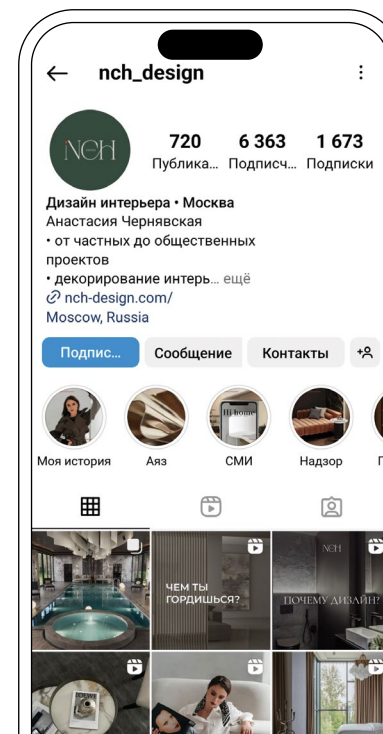 nch_design
NCH
720
6 363
1 673
Публика...
Подписч...
Подписки
Дизайн интерьера • Москва
Анастасия Чернявская
• от частных до общественных
проектов
• декорирование интерь... ещё
nch-design.com/
Moscow, Russia
Подпис...
Сообщение
Контакты
Hi home
Моя история
Аяз
СМИ
Надзор
ЧЕМ ТЫ
ГОРДИШЬСЯ?
NCH
ПОЧЕМУ ДИЗАЙН?